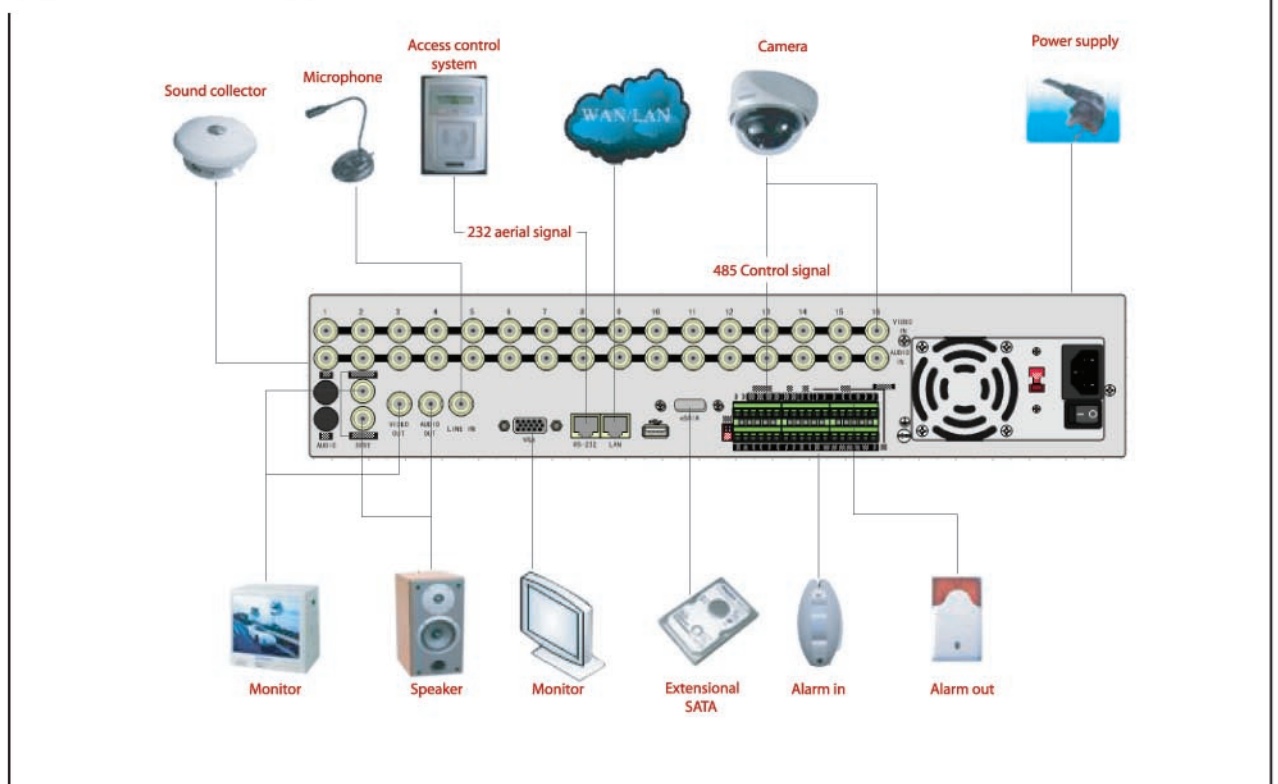 Access control
system
Camera
Power supply
Sound collector
Microphone
WAN/LAN
232 aerial signal
485 Control signal
1 2 3 4 5 6 7 8 9 10 11 12 13 14 15 16
VIDEO
IN
AUDIO
IN
VIDEO
OUT
AUDIO
OUT
LINE IN
VGA
RS-232
LAN
eSATA
AUDIO
Monitor
Speaker
Monitor
Extensional
SATA
Alarm in
Alarm out